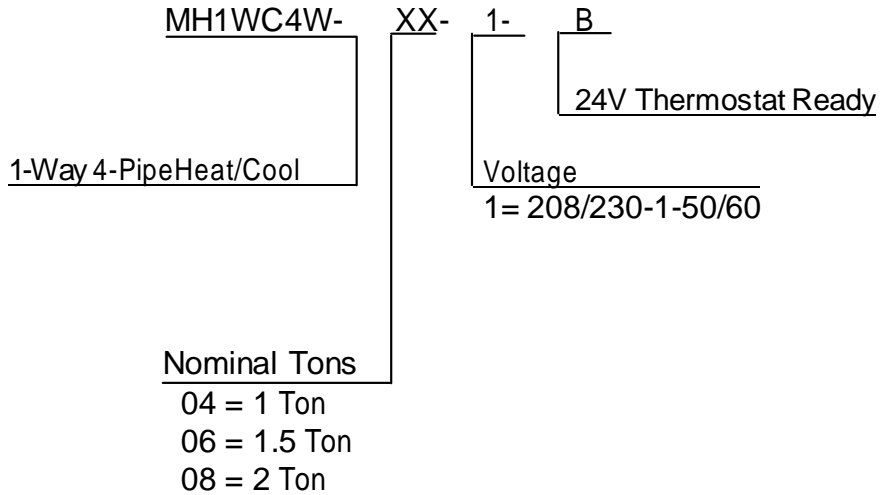 MH1WC4W- XX- 1- B
24V Thermostat Ready
1-Way 4-PipeHeat/Cool
Voltage
1= 208/230-1-50/60
Nominal Tons
04 = 1 Ton
06 = 1.5 Ton
08 = 2 Ton